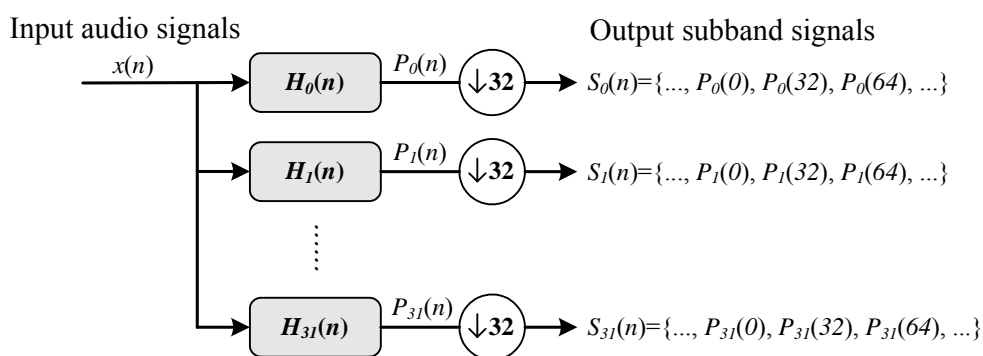 Input audio signals
Output subband signals
x(n)
H₀(n)
P₀(n)
↓32
S₀(n)={..., P₀(0), P₀(32), P₀(64), ...}
H₁(n)
P₁(n)
↓32
S₁(n)={..., P₁(0), P₁(32), P₁(64), ...}
......
H₃₁(n)
P₃₁(n)
↓32
S₃₁(n)={..., P₃₁(0), P₃₁(32), P₃₁(64), ...}